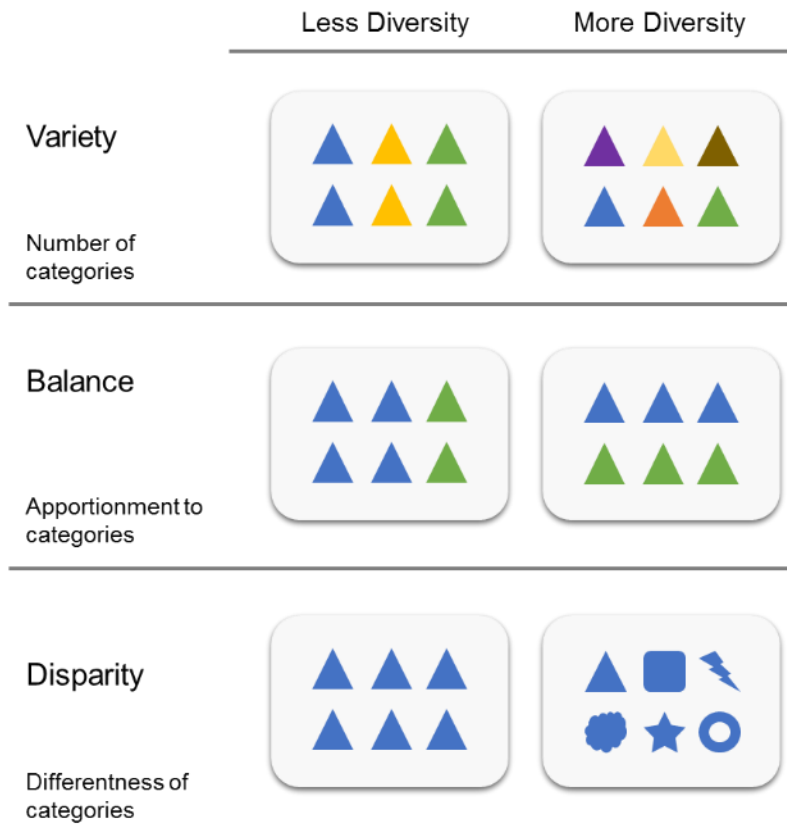 Less Diversity
More Diversity
Variety
Number of
categories
Balance
Apportionment to
categories
Disparity
Differentness of
categories